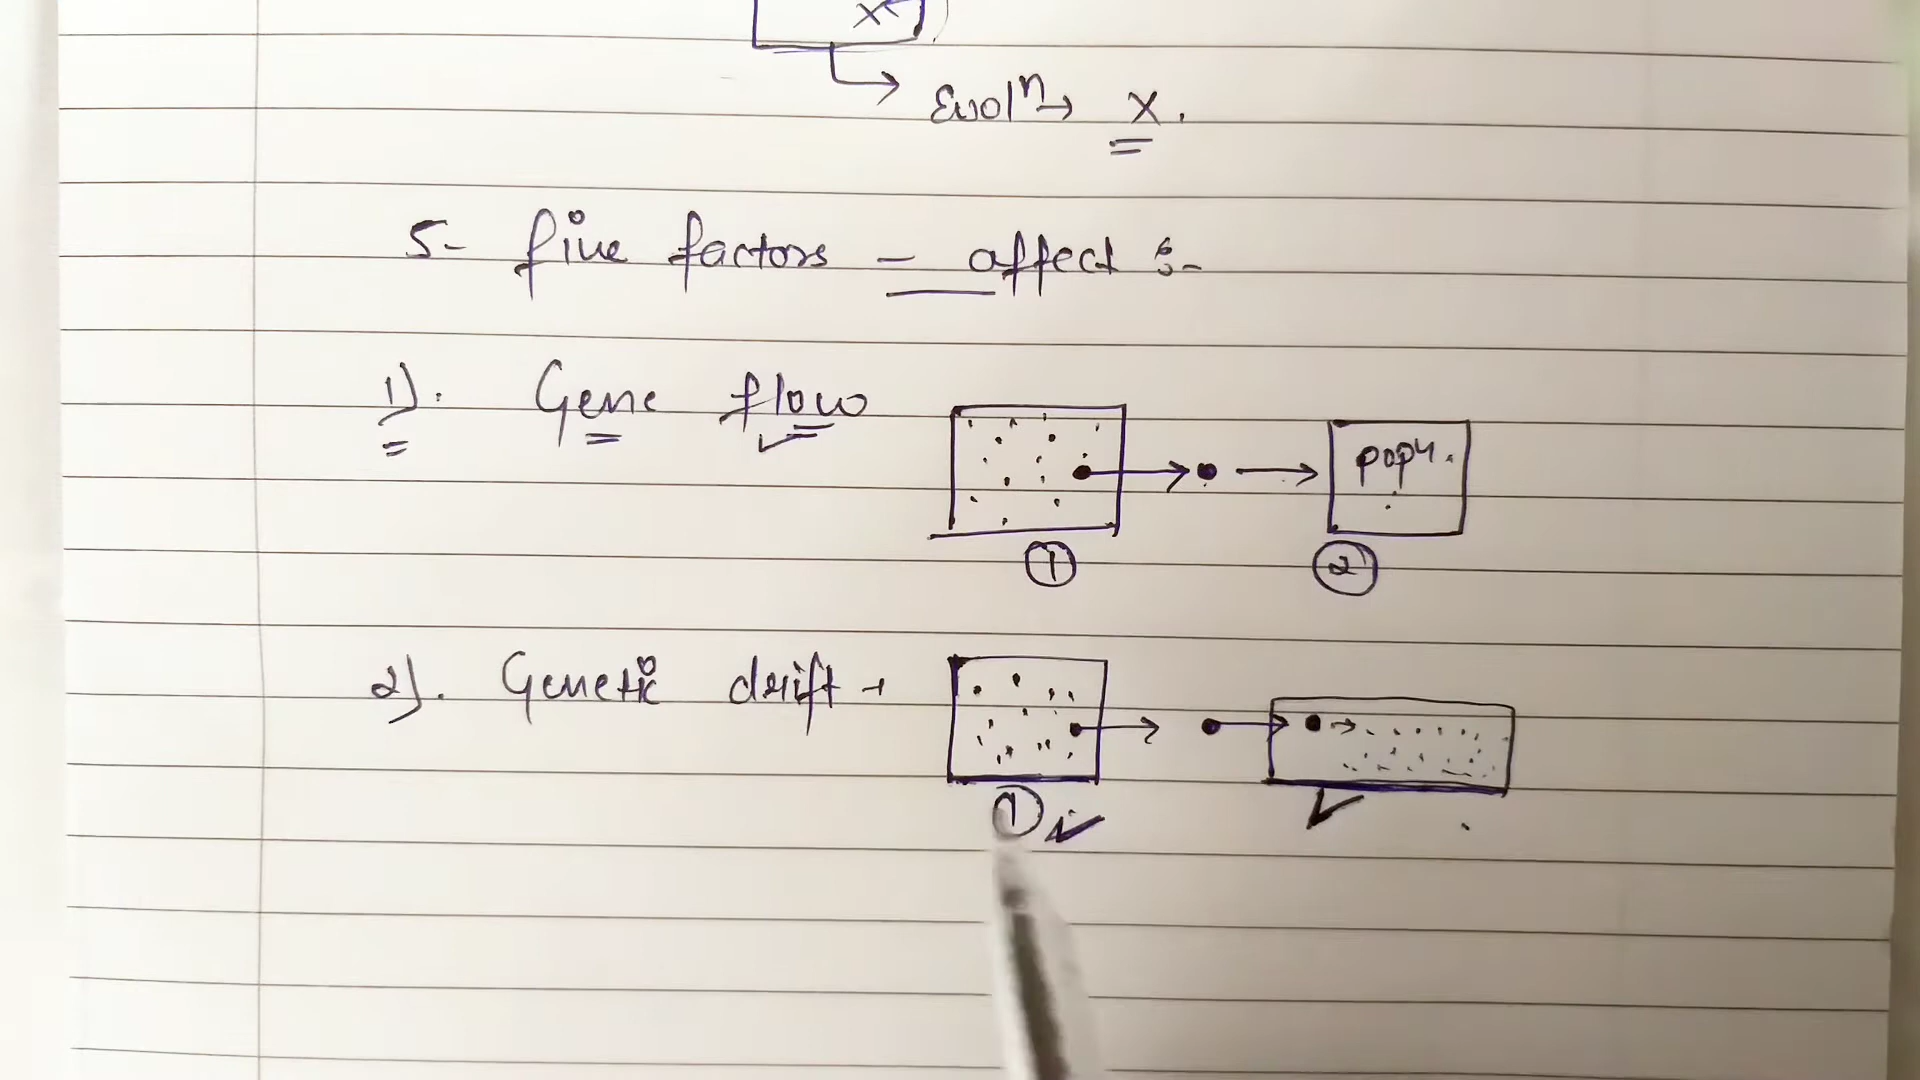 x
Evolⁿ→ x.
5- five factors - affect :-
1). Gene flow
popⁿ.
1 2
2). Genetic drift →
1